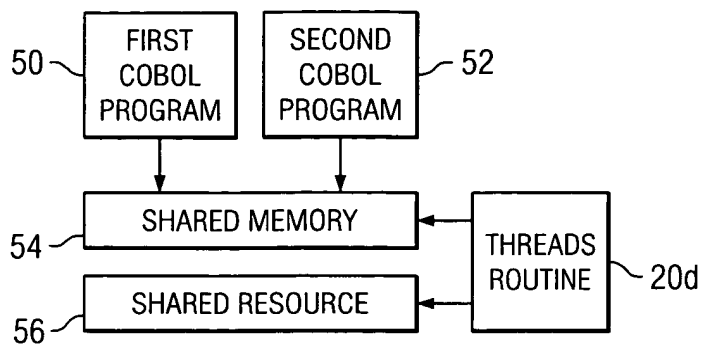 FIRST
COBOL
PROGRAM
50
SECOND
COBOL
PROGRAM
52
SHARED MEMORY
54
THREADS
ROUTINE
20d
SHARED RESOURCE
56